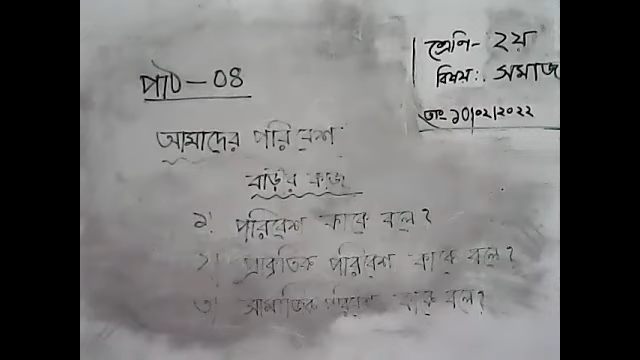 শ্রেণি- ২য়
বিষয়: সমাজ
তাং ১০/০২/২০২২
পাঠ-০৪
আমাদের পরিবেশ
বাড়ির কাজ
১। পরিবেশ কাকে বলে?
২। প্রাকৃতিক পরিবেশ কাকে বলে?
৩। সামাজিক পরিবেশ কাকে বলে?